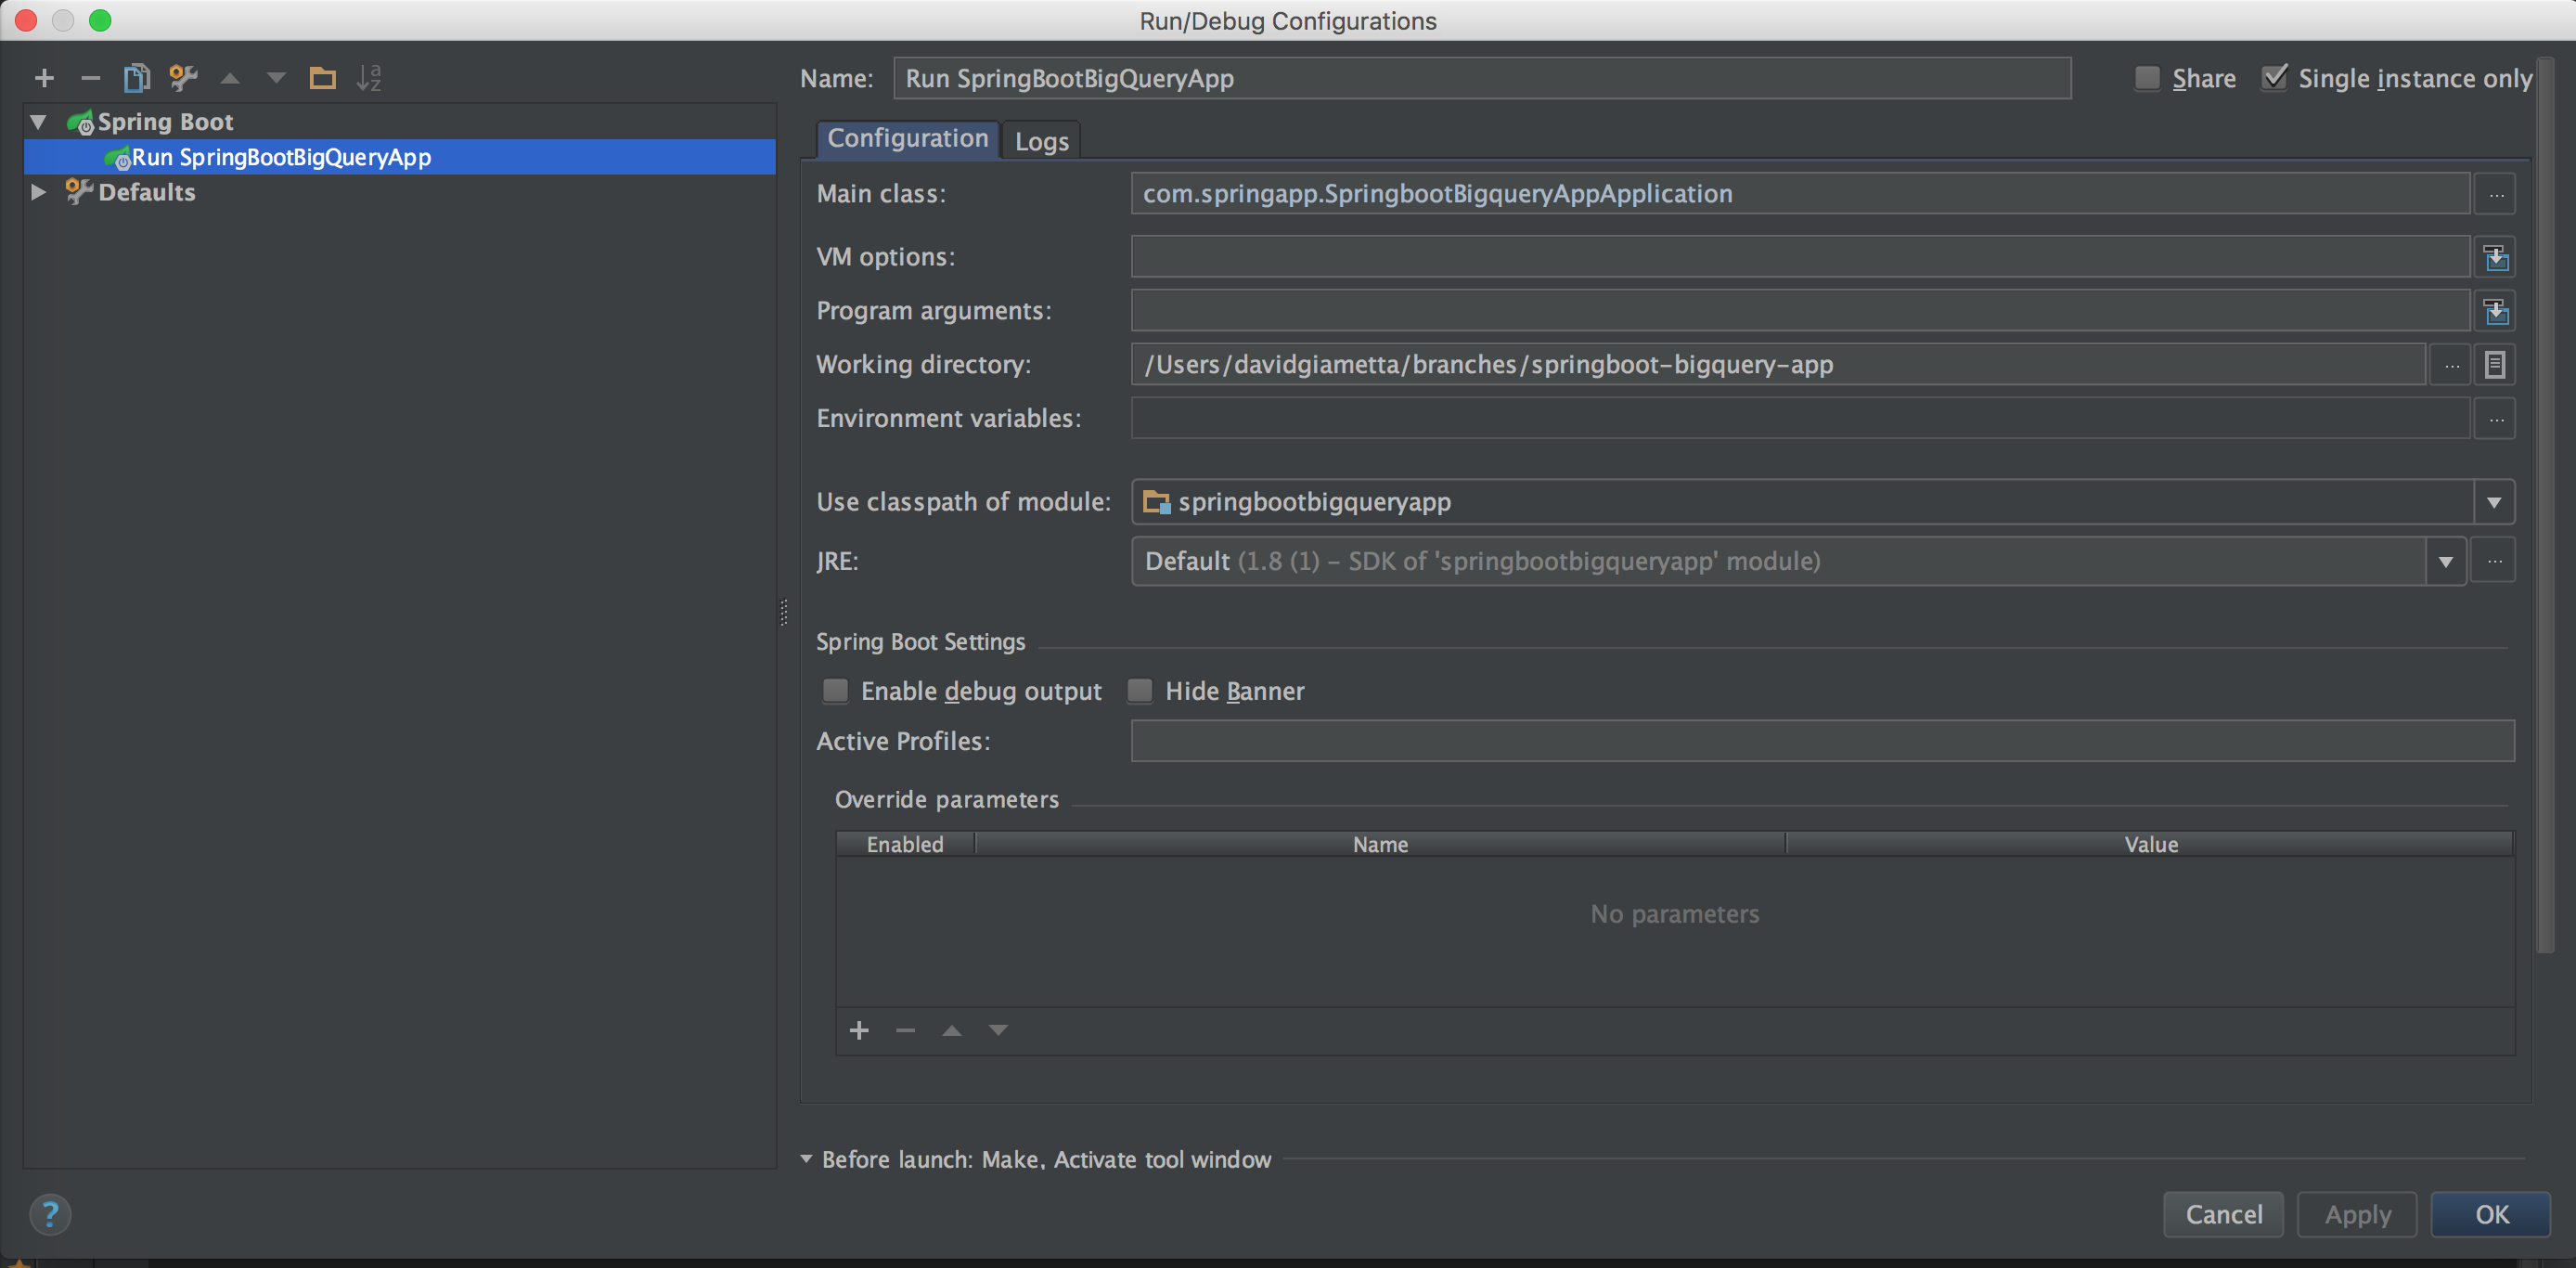 Run/Debug Configurations
Spring Boot
Run SpringBootBigQueryApp
Defaults
Name: Run SpringBootBigQueryApp Share Single instance only
Configuration Logs
Main class: com.springapp.SpringbootBigqueryAppApplication ...
VM options:
Program arguments:
Working directory: /Users/davidgiametta/branches/springboot-bigquery-app ...
Environment variables: ...
Use classpath of module: springbootbigqueryapp
JRE: Default (1.8 (1) – SDK of 'springbootbigqueryapp' module) ...
Spring Boot Settings
Enable debug output Hide Banner
Active Profiles:
Override parameters
Enabled Name Value
No parameters
Before launch: Make, Activate tool window
? Cancel Apply OK